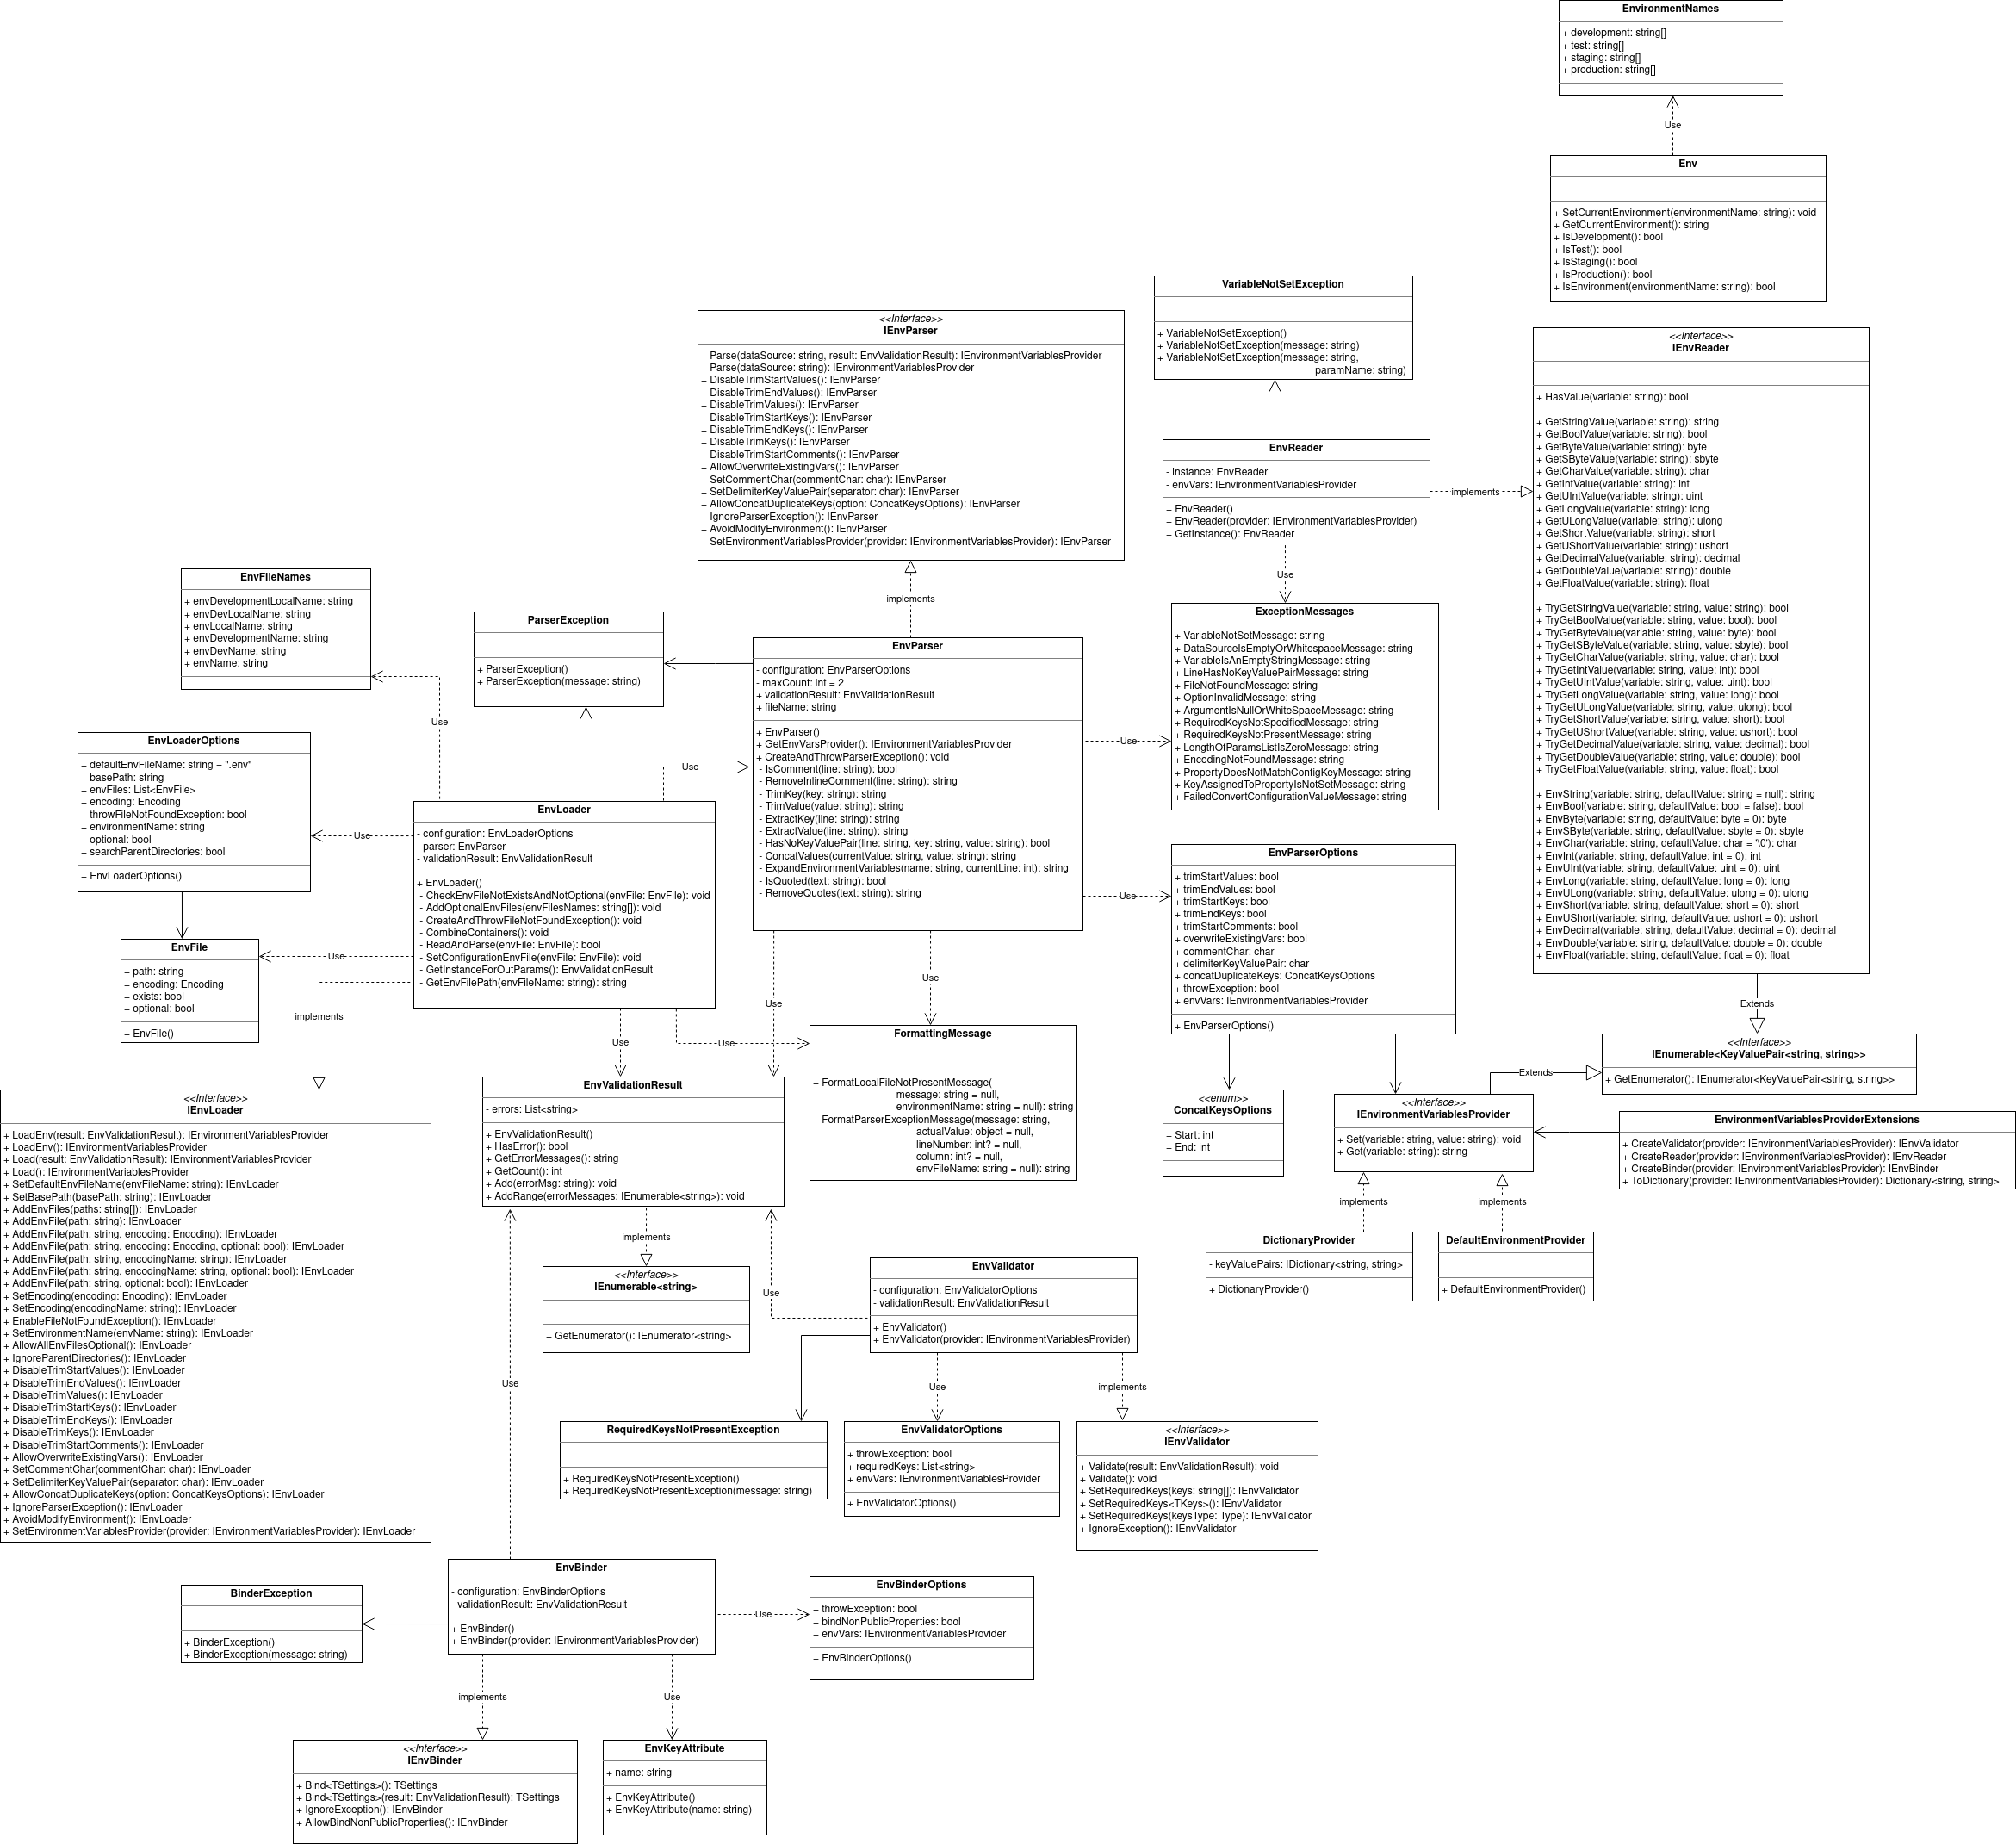 EnvironmentNames
+ development: string[]
+ test: string[]
+ staging: string[]
+ production: string[]
Use
Env
+ SetCurrentEnvironment(environmentName: string): void
+ GetCurrentEnvironment(): string
+ IsDevelopment(): bool
+ IsTest(): bool
+ IsStaging(): bool
+ IsProduction(): bool
+ IsEnvironment(environmentName: string): bool
VariableNotSetException
+ VariableNotSetException()
+ VariableNotSetException(message: string)
+ VariableNotSetException(message: string,
paramName: string)
<<Interface>>
IEnvParser
+ Parse(dataSource: string, result: EnvValidationResult): IEnvironmentVariablesProvider
+ Parse(dataSource: string): IEnvironmentVariablesProvider
+ DisableTrimStartValues(): IEnvParser
+ DisableTrimEndValues(): IEnvParser
+ DisableTrimValues(): IEnvParser
+ DisableTrimStartKeys(): IEnvParser
+ DisableTrimEndKeys(): IEnvParser
+ DisableTrimKeys(): IEnvParser
+ DisableTrimStartComments(): IEnvParser
+ AllowOverwriteExistingVars(): IEnvParser
+ SetCommentChar(commentChar: char): IEnvParser
+ SetDelimiterKeyValuePair(separator: char): IEnvParser
+ AllowConcatDuplicateKeys(option: ConcatKeysOptions): IEnvParser
+ IgnoreParserException(): IEnvParser
+ AvoidModifyEnvironment(): IEnvParser
+ SetEnvironmentVariablesProvider(provider: IEnvironmentVariablesProvider): IEnvParser
implements
<<Interface>>
IEnvReader
+ HasValue(variable: string): bool
+ GetStringValue(variable: string): string
+ GetBoolValue(variable: string): bool
+ GetByteValue(variable: string): byte
+ GetSByteValue(variable: string): sbyte
+ GetCharValue(variable: string): char
+ GetIntValue(variable: string): int
+ GetUIntValue(variable: string): uint
+ GetLongValue(variable: string): long
+ GetULongValue(variable: string): ulong
+ GetShortValue(variable: string): short
+ GetUShortValue(variable: string): ushort
+ GetDecimalValue(variable: string): decimal
+ GetDoubleValue(variable: string): double
+ GetFloatValue(variable: string): float
+ TryGetStringValue(variable: string, value: string): bool
+ TryGetBoolValue(variable: string, value: bool): bool
+ TryGetByteValue(variable: string, value: byte): bool
+ TryGetSByteValue(variable: string, value: sbyte): bool
+ TryGetCharValue(variable: string, value: char): bool
+ TryGetIntValue(variable: string, value: int): bool
+ TryGetUIntValue(variable: string, value: uint): bool
+ TryGetLongValue(variable: string, value: long): bool
+ TryGetULongValue(variable: string, value: ulong): bool
+ TryGetShortValue(variable: string, value: short): bool
+ TryGetUShortValue(variable: string, value: ushort): bool
+ TryGetDecimalValue(variable: string, value: decimal): bool
+ TryGetDoubleValue(variable: string, value: double): bool
+ TryGetFloatValue(variable: string, value: float): bool
+ EnvString(variable: string, defaultValue: string = null): string
+ EnvBool(variable: string, defaultValue: bool = false): bool
+ EnvByte(variable: string, defaultValue: byte = 0): byte
+ EnvSByte(variable: string, defaultValue: sbyte = 0): sbyte
+ EnvChar(variable: string, defaultValue: char = '\0'): char
+ EnvInt(variable: string, defaultValue: int = 0): int
+ EnvUInt(variable: string, defaultValue: uint = 0): uint
+ EnvLong(variable: string, defaultValue: long = 0): long
+ EnvULong(variable: string, defaultValue: ulong = 0): ulong
+ EnvShort(variable: string, defaultValue: short = 0): short
+ EnvUShort(variable: string, defaultValue: ushort = 0): ushort
+ EnvDecimal(variable: string, defaultValue: decimal = 0): decimal
+ EnvDouble(variable: string, defaultValue: double = 0): double
+ EnvFloat(variable: string, defaultValue: float = 0): float
Extends
EnvReader
- instance: EnvReader
- envVars: IEnvironmentVariablesProvider
+ EnvReader()
+ EnvReader(provider: IEnvironmentVariablesProvider)
+ GetInstance(): EnvReader
implements
Use
ExceptionMessages
+ VariableNotSetMessage: string
+ DataSourceIsEmptyOrWhitespaceMessage: string
+ VariableIsAnEmptyStringMessage: string
+ LineHasNoKeyValuePairMessage: string
+ FileNotFoundMessage: string
+ OptionInvalidMessage: string
+ ArgumentIsNullOrWhiteSpaceMessage: string
+ RequiredKeysNotSpecifiedMessage: string
+ RequiredKeysNotPresentMessage: string
+ LengthOfParamsListIsZeroMessage: string
+ EncodingNotFoundMessage: string
+ PropertyDoesNotMatchConfigKeyMessage: string
+ KeyAssignedToPropertyIsNotSetMessage: string
+ FailedConvertConfigurationValueMessage: string
EnvFileNames
+ envDevelopmentLocalName: string
+ envDevLocalName: string
+ envLocalName: string
+ envDevelopmentName: string
+ envDevName: string
+ envName: string
Use
ParserException
+ ParserException()
+ ParserException(message: string)
EnvParser
- configuration: EnvParserOptions
- maxCount: int = 2
+ validationResult: EnvValidationResult
+ fileName: string
+ EnvParser()
+ GetEnvVarsProvider(): IEnvironmentVariablesProvider
+ CreateAndThrowParserException(): void
- IsComment(line: string): bool
- RemoveInlineComment(line: string): string
- TrimKey(key: string): string
- TrimValue(value: string): string
- ExtractKey(line: string): string
- ExtractValue(line: string): string
- HasNoKeyValuePair(line: string, key: string, value: string): bool
- ConcatValues(currentValue: string, value: string): string
- ExpandEnvironmentVariables(name: string, currentLine: int): string
- IsQuoted(text: string): bool
- RemoveQuotes(text: string): string
Use
Use
Use
Use
Use
EnvLoaderOptions
+ defaultEnvFileName: string = ".env"
+ basePath: string
+ envFiles: List<EnvFile>
+ encoding: Encoding
+ throwFileNotFoundException: bool
+ environmentName: string
+ optional: bool
+ searchParentDirectories: bool
+ EnvLoaderOptions()
Use
EnvLoader
- configuration: EnvLoaderOptions
- parser: EnvParser
- validationResult: EnvValidationResult
+ EnvLoader()
- CheckEnvFileNotExistsAndNotOptional(envFile: EnvFile): void
- AddOptionalEnvFiles(envFilesNames: string[]): void
- CreateAndThrowFileNotFoundException(): void
- CombineContainers(): void
- ReadAndParse(envFile: EnvFile): bool
- SetConfigurationEnvFile(envFile: EnvFile): void
- GetInstanceForOutParams(): EnvValidationResult
- GetEnvFilePath(envFileName: string): string
EnvFile
+ path: string
+ encoding: Encoding
+ exists: bool
+ optional: bool
+ EnvFile()
Use
implements
Use
Use
EnvParserOptions
+ trimStartValues: bool
+ trimEndValues: bool
+ trimStartKeys: bool
+ trimEndKeys: bool
+ trimStartComments: bool
+ overwriteExistingVars: bool
+ commentChar: char
+ delimiterKeyValuePair: char
+ concatDuplicateKeys: ConcatKeysOptions
+ throwException: bool
+ envVars: IEnvironmentVariablesProvider
+ EnvParserOptions()
FormattingMessage
+ FormatLocalFileNotPresentMessage(
message: string = null,
environmentName: string = null): string
+ FormatParserExceptionMessage(message: string,
actualValue: object = null,
lineNumber: int? = null,
column: int? = null,
envFileName: string = null): string
<<Interface>>
IEnumerable<KeyValuePair<string, string>>
+ GetEnumerator(): IEnumerator<KeyValuePair<string, string>>
Extends
<<enum>>
ConcatKeysOptions
+ Start: int
+ End: int
<<Interface>>
IEnvironmentVariablesProvider
+ Set(variable: string, value: string): void
+ Get(variable: string): string
EnvironmentVariablesProviderExtensions
+ CreateValidator(provider: IEnvironmentVariablesProvider): IEnvValidator
+ CreateReader(provider: IEnvironmentVariablesProvider): IEnvReader
+ CreateBinder(provider: IEnvironmentVariablesProvider): IEnvBinder
+ ToDictionary(provider: IEnvironmentVariablesProvider): Dictionary<string, string>
implements
implements
DictionaryProvider
- keyValuePairs: IDictionary<string, string>
+ DictionaryProvider()
DefaultEnvironmentProvider
+ DefaultEnvironmentProvider()
<<Interface>>
IEnvLoader
+ LoadEnv(result: EnvValidationResult): IEnvironmentVariablesProvider
+ LoadEnv(): IEnvironmentVariablesProvider
+ Load(result: EnvValidationResult): IEnvironmentVariablesProvider
+ Load(): IEnvironmentVariablesProvider
+ SetDefaultEnvFileName(envFileName: string): IEnvLoader
+ SetBasePath(basePath: string): IEnvLoader
+ AddEnvFiles(paths: string[]): IEnvLoader
+ AddEnvFile(path: string): IEnvLoader
+ AddEnvFile(path: string, encoding: Encoding): IEnvLoader
+ AddEnvFile(path: string, encoding: Encoding, optional: bool): IEnvLoader
+ AddEnvFile(path: string, encodingName: string): IEnvLoader
+ AddEnvFile(path: string, encodingName: string, optional: bool): IEnvLoader
+ AddEnvFile(path: string, optional: bool): IEnvLoader
+ SetEncoding(encoding: Encoding): IEnvLoader
+ SetEncoding(encodingName: string): IEnvLoader
+ EnableFileNotFoundException(): IEnvLoader
+ SetEnvironmentName(envName: string): IEnvLoader
+ AllowAllEnvFilesOptional(): IEnvLoader
+ IgnoreParentDirectories(): IEnvLoader
+ DisableTrimStartValues(): IEnvLoader
+ DisableTrimEndValues(): IEnvLoader
+ DisableTrimValues(): IEnvLoader
+ DisableTrimStartKeys(): IEnvLoader
+ DisableTrimEndKeys(): IEnvLoader
+ DisableTrimKeys(): IEnvLoader
+ DisableTrimStartComments(): IEnvLoader
+ AllowOverwriteExistingVars(): IEnvLoader
+ SetCommentChar(commentChar: char): IEnvLoader
+ SetDelimiterKeyValuePair(separator: char): IEnvLoader
+ AllowConcatDuplicateKeys(option: ConcatKeysOptions): IEnvLoader
+ IgnoreParserException(): IEnvLoader
+ AvoidModifyEnvironment(): IEnvLoader
+ SetEnvironmentVariablesProvider(provider: IEnvironmentVariablesProvider): IEnvLoader
EnvValidationResult
- errors: List<string>
+ EnvValidationResult()
+ HasError(): bool
+ GetErrorMessages(): string
+ GetCount(): int
+ Add(errorMsg: string): void
+ AddRange(errorMessages: IEnumerable<string>): void
implements
<<Interface>>
IEnumerable<string>
+ GetEnumerator(): IEnumerator<string>
Use
EnvValidator
- configuration: EnvValidatorOptions
- validationResult: EnvValidationResult
+ EnvValidator()
+ EnvValidator(provider: IEnvironmentVariablesProvider)
Use
Use
implements
RequiredKeysNotPresentException
+ RequiredKeysNotPresentException()
+ RequiredKeysNotPresentException(message: string)
EnvValidatorOptions
+ throwException: bool
+ requiredKeys: List<string>
+ envVars: IEnvironmentVariablesProvider
+ EnvValidatorOptions()
<<Interface>>
IEnvValidator
+ Validate(result: EnvValidationResult): void
+ Validate(): void
+ SetRequiredKeys(keys: string[]): IEnvValidator
+ SetRequiredKeys<TKeys>(): IEnvValidator
+ SetRequiredKeys(keysType: Type): IEnvValidator
+ IgnoreException(): IEnvValidator
BinderException
+ BinderException()
+ BinderException(message: string)
EnvBinder
- configuration: EnvBinderOptions
- validationResult: EnvValidationResult
+ EnvBinder()
+ EnvBinder(provider: IEnvironmentVariablesProvider)
Use
EnvBinderOptions
+ throwException: bool
+ bindNonPublicProperties: bool
+ envVars: IEnvironmentVariablesProvider
+ EnvBinderOptions()
implements
Use
<<Interface>>
IEnvBinder
+ Bind<TSettings>(): TSettings
+ Bind<TSettings>(result: EnvValidationResult): TSettings
+ IgnoreException(): IEnvBinder
+ AllowBindNonPublicProperties(): IEnvBinder
EnvKeyAttribute
+ name: string
+ EnvKeyAttribute()
+ EnvKeyAttribute(name: string)